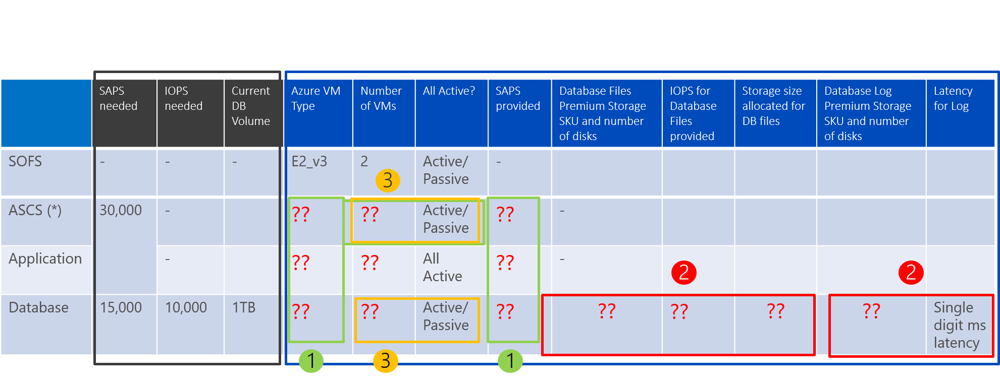 SAPS
needed
IOPS
needed
Current
DB
Volume
Azure VM
Type
Number
of VMs
All Active?
SAPS
provided
Database Files
Premium Storage
SKU and number
of disks
IOPS for
Database
Files
provided
Storage size
allocated for
DB files
Database Log
Premium Storage
SKU and number
of disks
Latency
for Log
SOFS
-
-
-
E2_v3
2
3
Active/
Passive
-
ASCS (*)
30,000
-
??
??
Active/
Passive
??
-
Application
-
??
??
All
Active
??
-
2
2
Database
15,000
10,000
1TB
??
??
Active/
Passive
??
??
??
??
??
Single
digit ms
latency
1
3
1